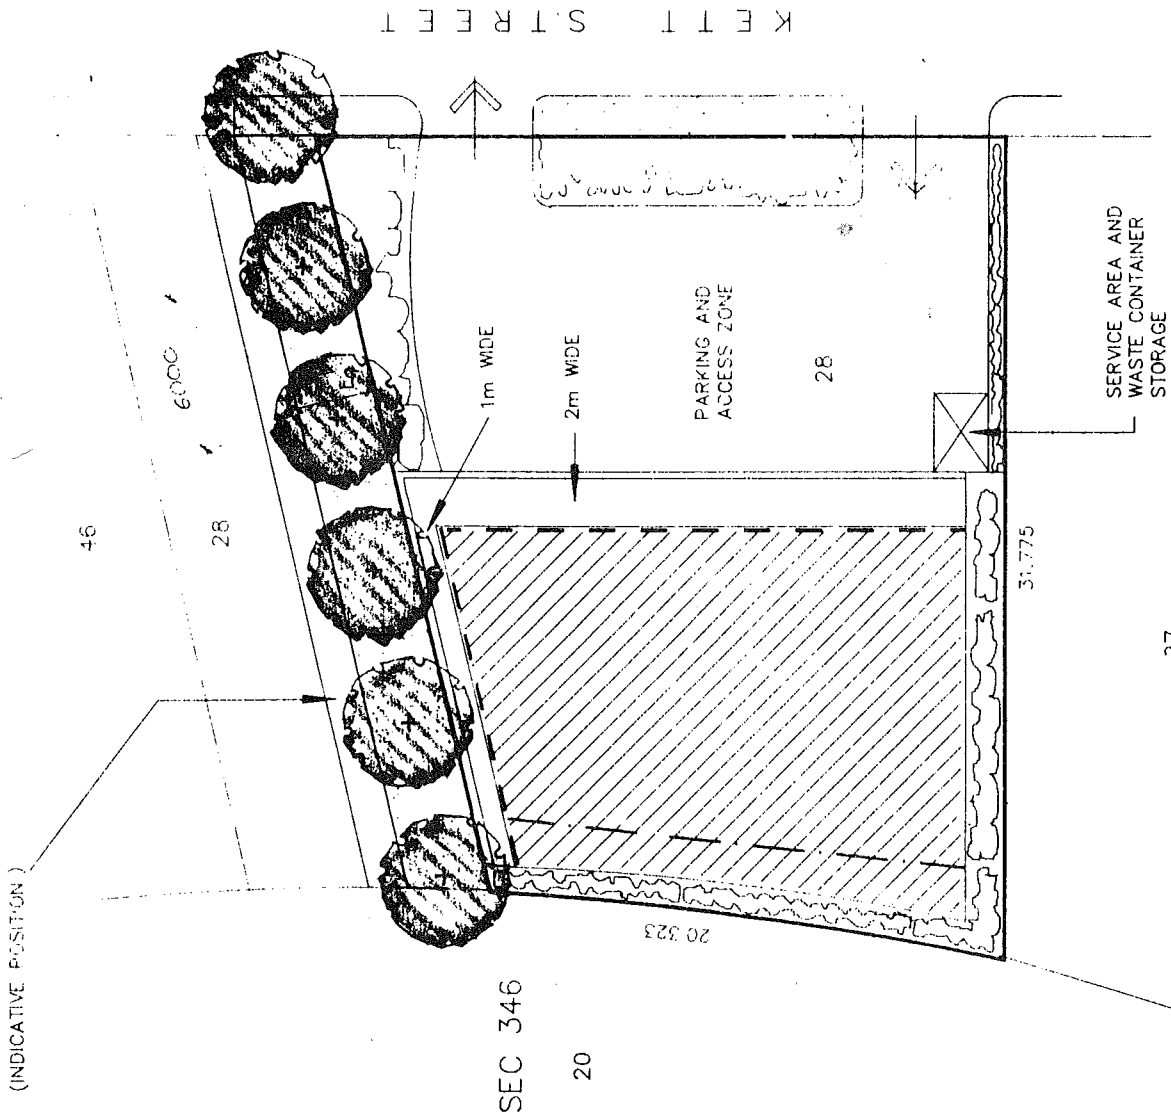 KETT STREET
6000
46
28
1m WIDE
2m WIDE
PARKING AND
ACCESS ZONE
28
SERVICE AREA AND
WASTE CONTAINER
STORAGE
31.775
(INDICATIVE POSITION )
20.323
SEC 346
20